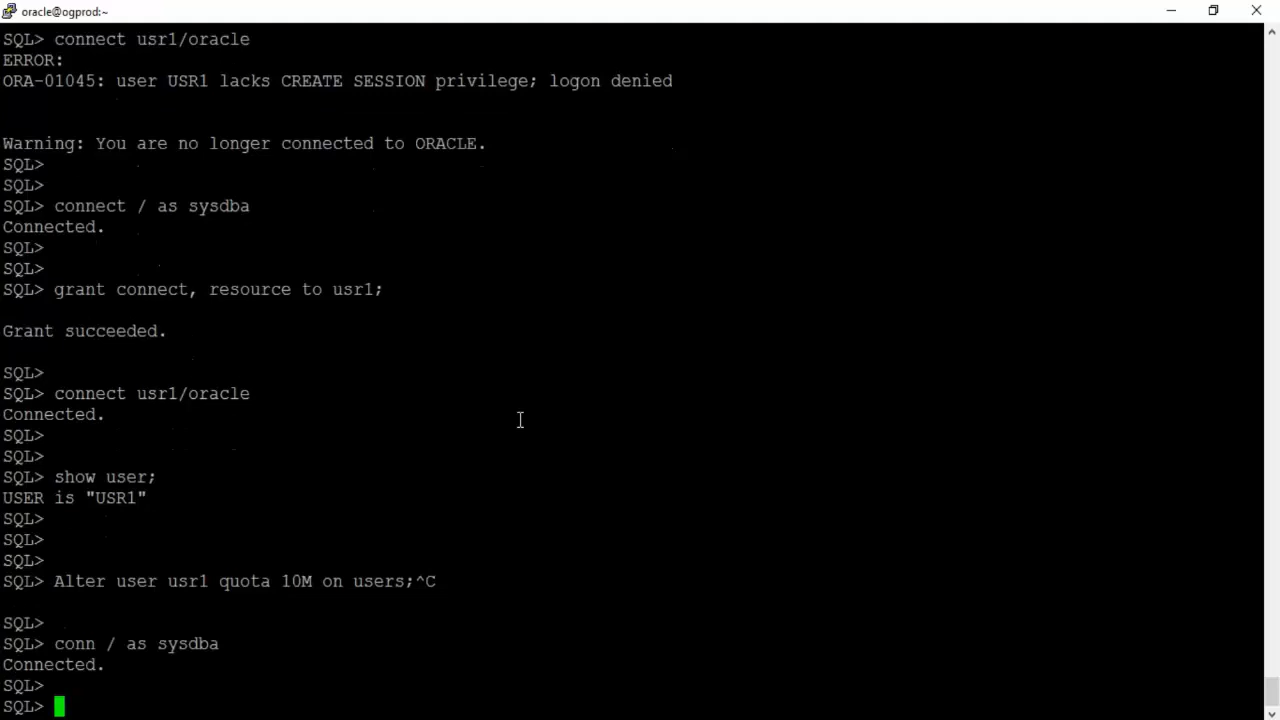 oracle@ogprod:~
SQL> connect usr1/oracle
ERROR:
ORA-01045: user USR1 lacks CREATE SESSION privilege; logon denied
Warning: You are no longer connected to ORACLE.
SQL>
SQL>
SQL> connect / as sysdba
Connected.
SQL>
SQL>
SQL> grant connect, resource to usr1;
Grant succeeded.
SQL>
SQL> connect usr1/oracle
Connected.
SQL>
SQL>
SQL> show user;
USER is "USR1"
SQL>
SQL>
SQL>
SQL> Alter user usr1 quota 10M on users;^C
SQL>
SQL> conn / as sysdba
Connected.
SQL>
SQL>